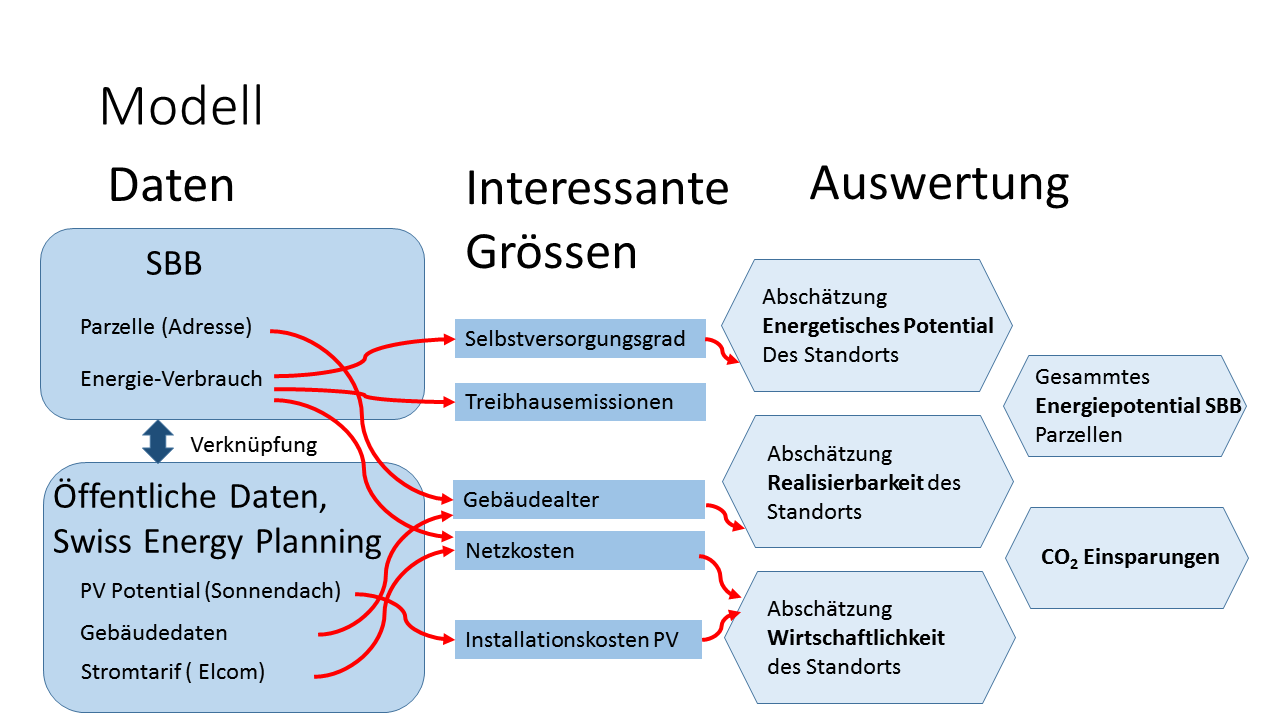 Modell
Daten
Interessante
Grössen
Auswertung
SBB
Parzelle (Adresse)
Energie-Verbrauch
Verknüpfung
Öffentliche Daten,
Swiss Energy Planning
PV Potential (Sonnendach)
Gebäudedaten
Stromtarif ( Elcom)
Selbstversorgungsgrad
Treibhausemissionen
Gebäudealter
Netzkosten
Installationskosten PV
Abschätzung
Energetisches Potential
Des Standorts
Abschätzung
Realisierbarkeit des
Standorts
Abschätzung
Wirtschaftlichkeit
des Standorts
Gesammtes
Energiepotential SBB
Parzellen
CO₂ Einsparungen